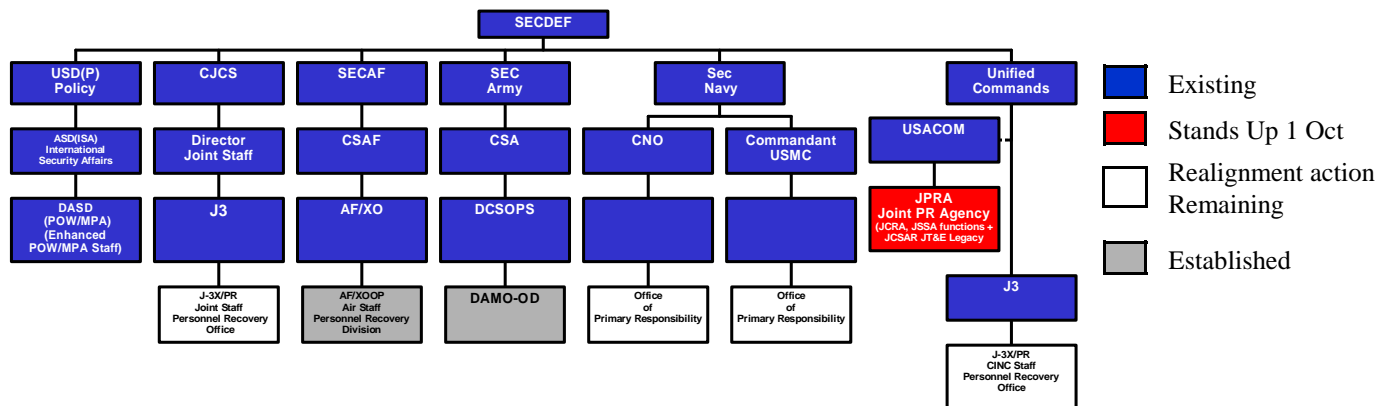 SECDEF
USD(P)
Policy
CJCS
SECAF
SEC
Army
Sec
Navy
Unified
Commands
ASD(ISA)
International
Security Affairs
Director
Joint Staff
CSAF
CSA
CNO
Commandant
USMC
USACOM
DASD
(POW/MPA)
(Enhanced
POW/MPA Staff)
J3
AF/XO
DCSOPS
JPRA
Joint PR Agency
(JCRA, JSSA functions +
JCSAR JT&E Legacy
J-3X/PR
Joint Staff
Personnel Recovery
Office
AF/XOOP
Air Staff
Personnel Recovery
Division
DAMO-OD
Office
of
Primary Responsibility
Office
of
Primary Responsibility
J3
J-3X/PR
CINC Staff
Personnel Recovery
Office
Existing
Stands Up 1 Oct
Realignment action
Remaining
Established